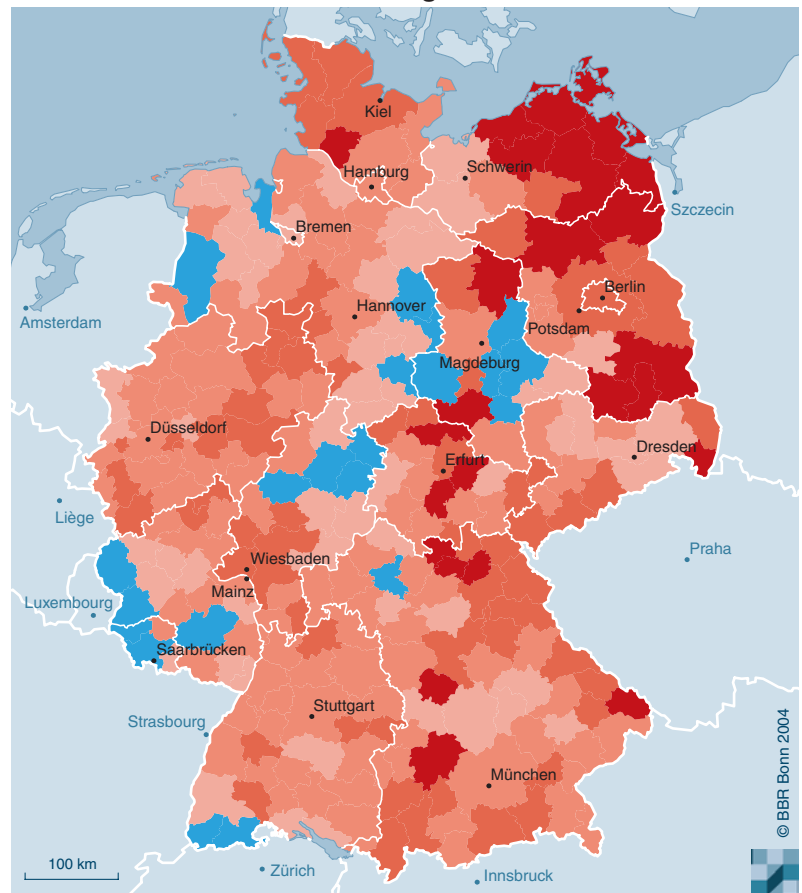 Kiel
Schwerin
Hamburg
Szczecin
Bremen
Berlin
Hannover
Amsterdam
Potsdam
Magdeburg
Düsseldorf
Dresden
Erfurt
Liège
Praha
Wiesbaden
Mainz
Luxembourg
Saarbrücken
Stuttgart
Strasbourg
München
© BBR Bonn 2004
100 km
Zürich
Innsbruck